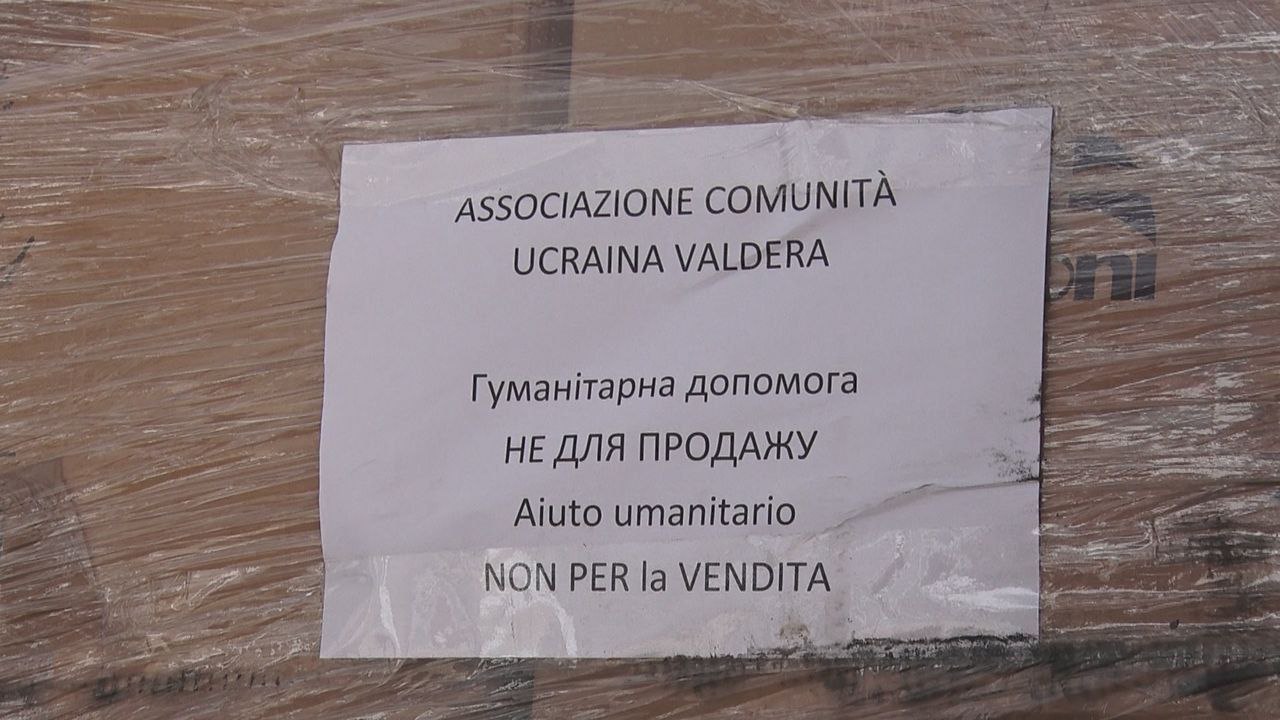 ASSOCIAZIONE COMUNITÀ
UCRAINA VALDERA
Гуманітарна допомога
НЕ ДЛЯ ПРОДАЖУ
Aiuto umanitario
NON PER la VENDITA